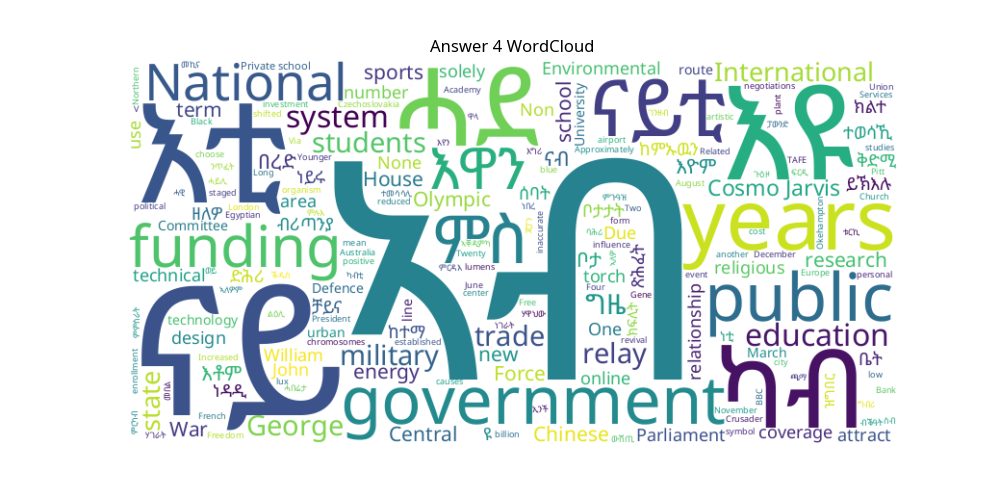 Answer 4 WordCloud
National
Private school
sports
solely
Environmental
route
International
ሓደ
ናይቲ
እዩ
negotiations
Union
Services
ክልተ
term
investment
Czechoslovakia
number
Academy
Non
school
University
plant
artistic
shifted
Black
system
እቲ
use
Northern
students
Via
airport
Approximately
ከምኡዉን
Related
ተወሳኺ
studies
ቅድሚ
በረድ
Younger
None
እዋን
ናብ
blue
እዮም
TAFE
Pitt
choose
Long
ነይሩ
House
ሰባት
August
Cosmo Jarvis
ይኽእሉ
Church
organism
reduced
Olympic
staged
area
political
ዘለዎ
London
Egyptian
Committee
ብሪጣንያ
ምስ
ቦታታት
Two
form
Due
years
Okehampton
ቱርኪ
funding
mean
Australia
positive
Twenty
inaccurate
influence
cost
another
December
Europe
personal
religious
research
technical
ድሕሪ
Defence
lumens
ቦታ
torch
Four
Gene
event
relationship
ኣብ
June
center
Free
ግዜ
public
technology
ቻይና
President
urban
line
ከተማ
established
One
revival
education
design
chromosomes
trade
new
relay
ናይ
Increased
William
John
military
energy
Force
online
March
city
low
ቤት
Bank
enrollment
እቶም
ነዳዲ
lux
causes
state
French
Freedom
George
War
government
BBC
November
Crusader
symbol
ካብ
coverage
attract
Central
billion
Chinese
Parliament